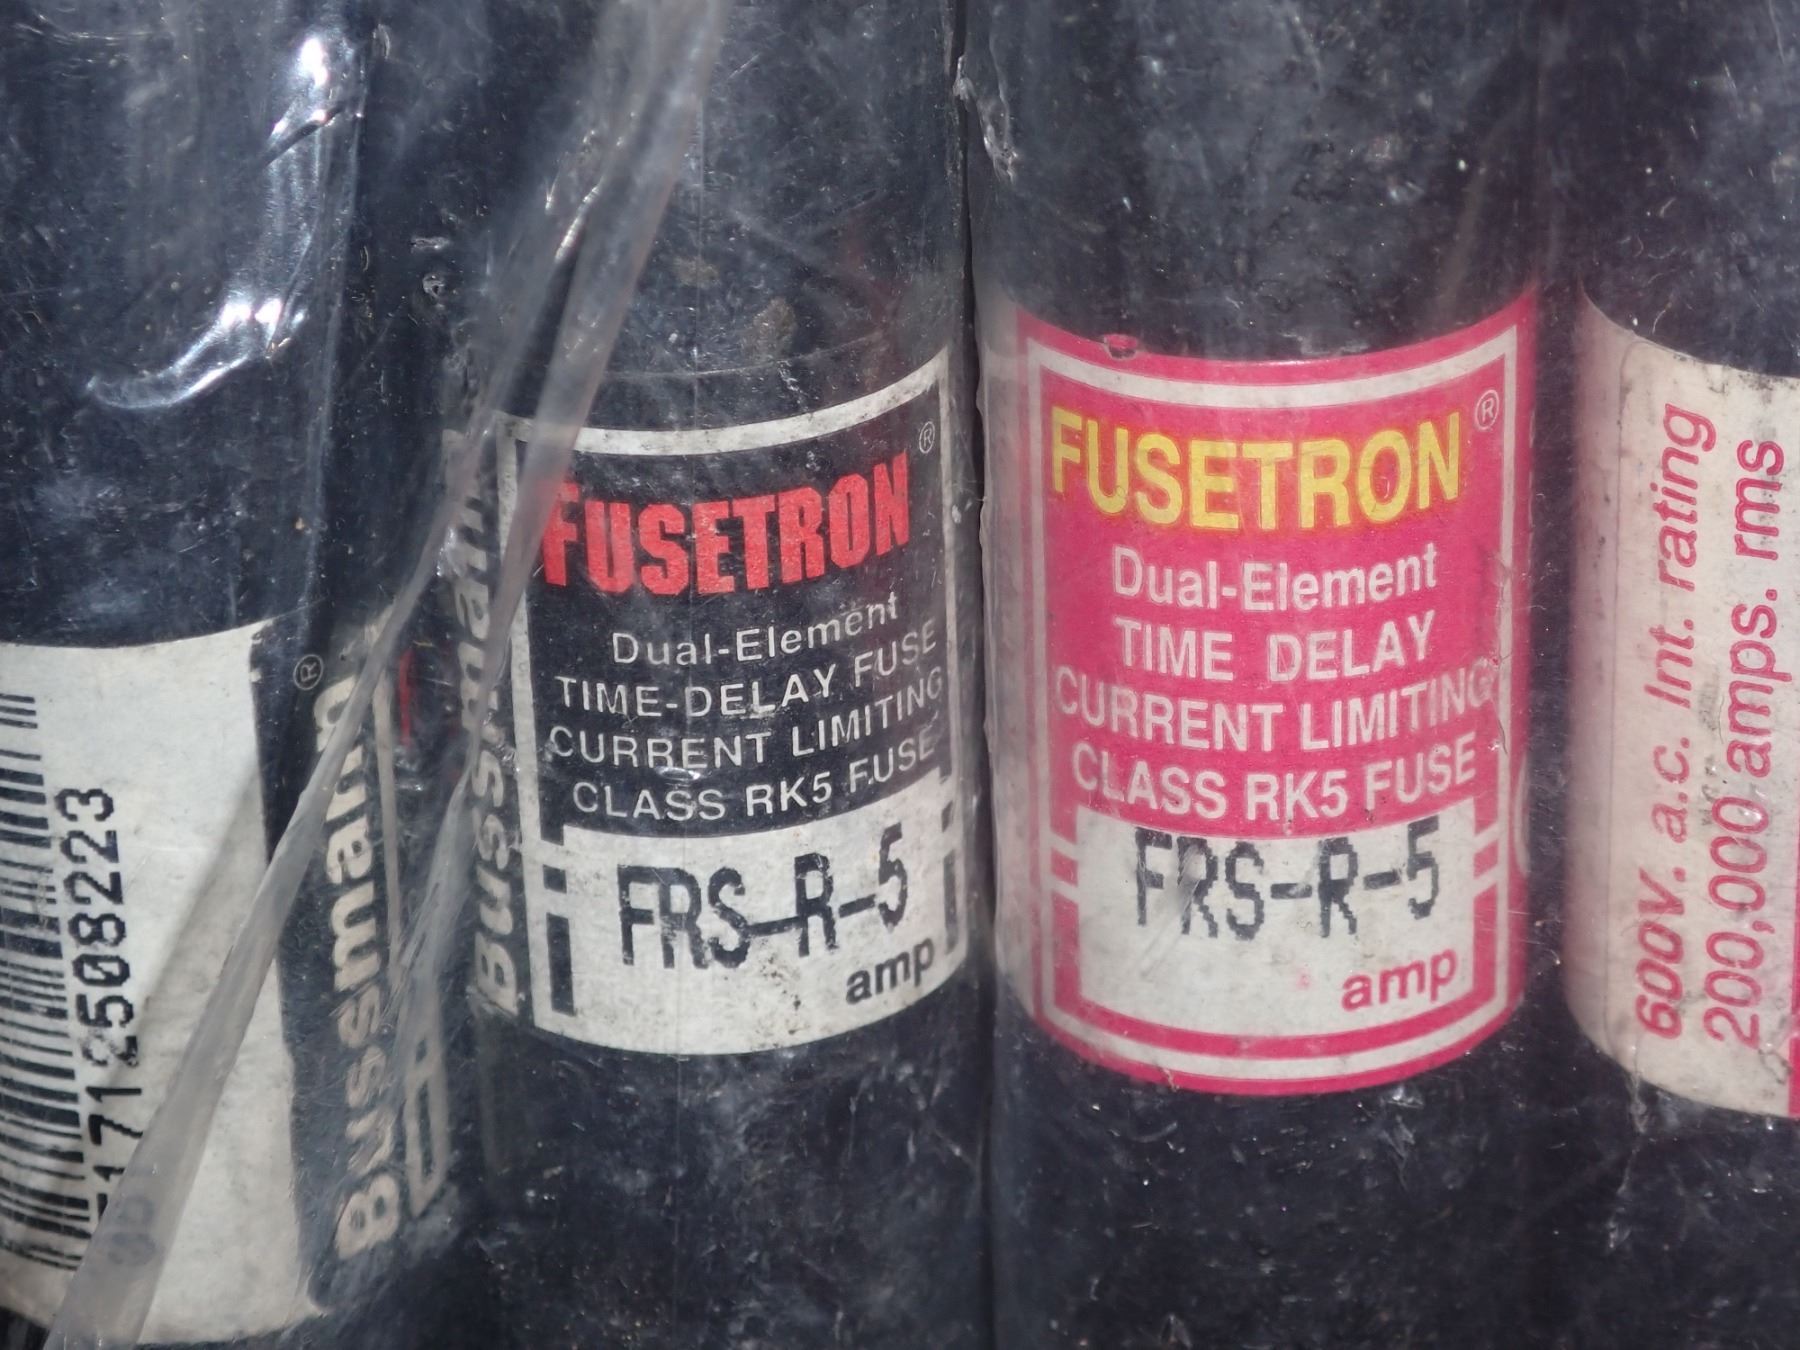 51712508223
Bussmann®
Bussmann
FUSETRON®
Dual-Element
TIME-DELAY FUSE
CURRENT LIMITING
CLASS RK5 FUSE
FRS-R-5
amp
FUSETRON®
Dual-Element
TIME DELAY
CURRENT LIMITING
CLASS RK5 FUSE
FRS-R-5
amp
600V. a.c. Int. rating
200,000 amps. rms